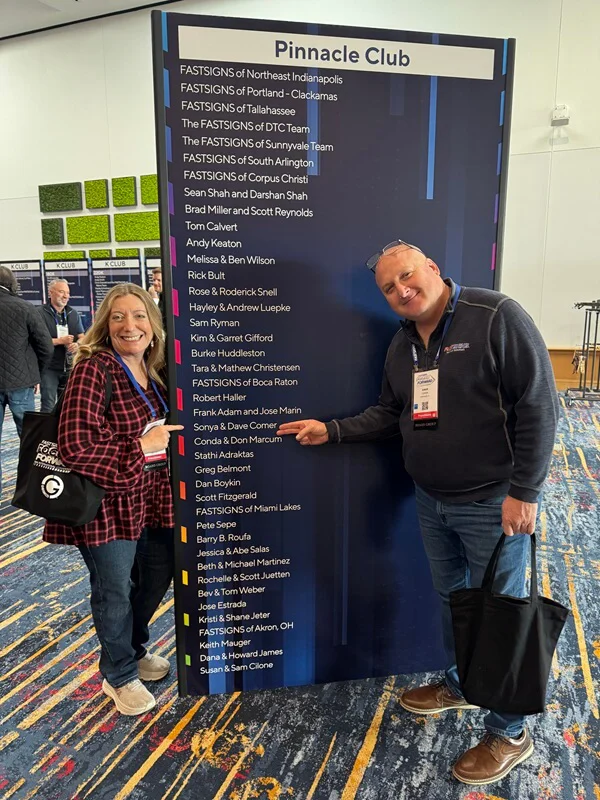 Pinnacle Club
FASTSIGNS of Northeast Indianapolis
FASTSIGNS of Portland - Clackamas
FASTSIGNS of Tallahassee
The FASTSIGNS of DTC Team
The FASTSIGNS of Sunnyvale Team
FASTSIGNS of South Arlington
FASTSIGNS of Corpus Christi
Sean Shah and Darshan Shah
Brad Miller and Scott Reynolds
Tom Calvert
Andy Keaton
Melissa & Ben Wilson
Rick Bult
Rose & Roderick Snell
Hayley & Andrew Luepke
Sam Ryman
Kim & Garret Gifford
Burke Huddleston
Tara & Mathew Christensen
FASTSIGNS of Boca Raton
Robert Haller
Frank Adam and Jose Marin
Sonya & Dave Corner
Conda & Don Marcum
Stathi Adraktas
Greg Belmont
Dan Boykin
Scott Fitzgerald
FASTSIGNS of Miami Lakes
Pete Sepe
Barry B. Roufa
Jessica & Abe Salas
Beth & Michael Martinez
Rochelle & Scott Juetten
Bev & Tom Weber
Jose Estrada
Kristi & Shane Jeter
FASTSIGNS of Akron, OH
Keith Mauger
Dana & Howard James
Susan & Sam Cilone
K CLUB
K CLUB
FORWARD
G